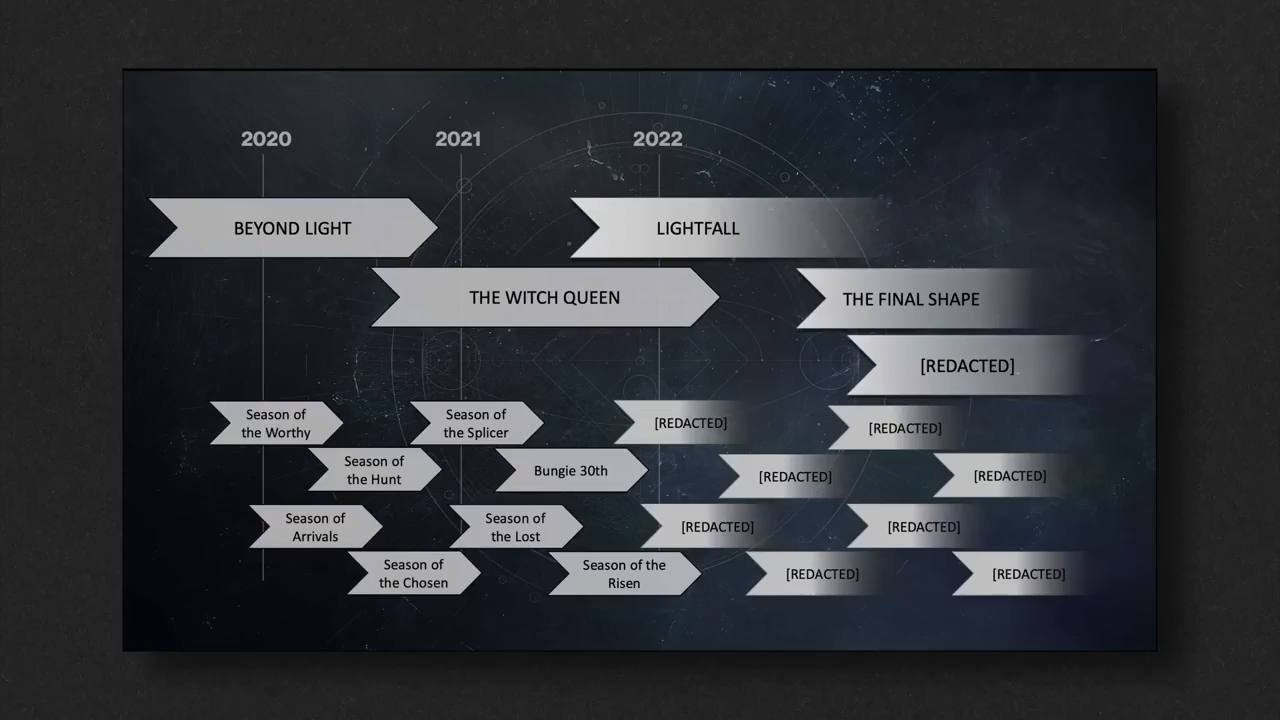 2020 2021 2022
BEYOND LIGHT LIGHTFALL
THE WITCH QUEEN THE FINAL SHAPE
[REDACTED]
Season of
the Worthy
Season of
the Splicer
[REDACTED]
[REDACTED]
Season of
the Hunt
Bungie 30th
[REDACTED]
[REDACTED]
Season of
Arrivals
Season of
the Lost
[REDACTED]
[REDACTED]
Season of
the Chosen
Season of the
Risen
[REDACTED]
[REDACTED]